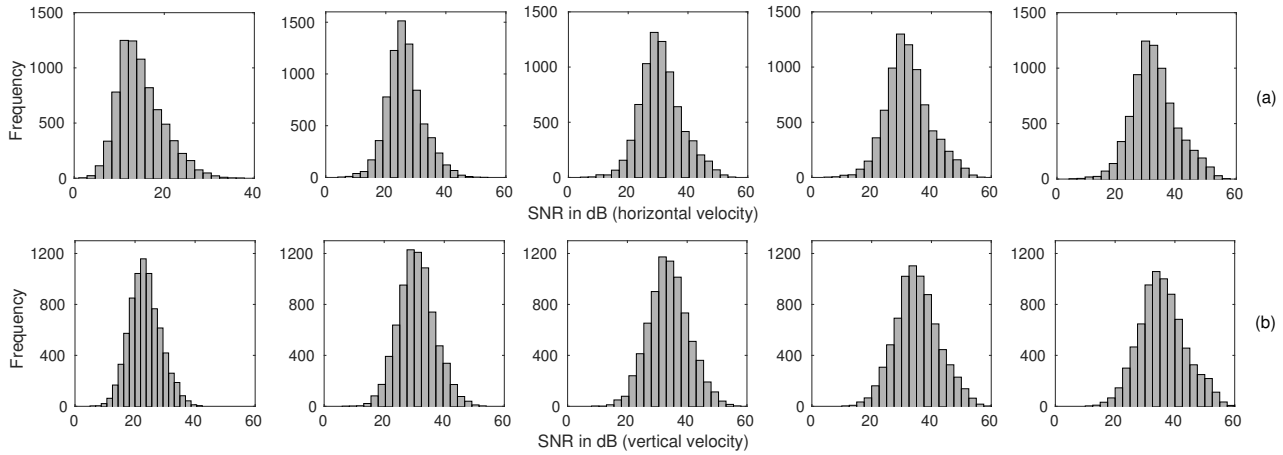 1500 1500 1500 1500 1500
Frequency
1000 1000 1000 1000 1000
(a)
500 500 500 500 500
0 0 0 0 0
0 20 40 0 20 40 60 0 20 40 60 0 20 40 60 0 20 40 60
SNR in dB (horizontal velocity)
1200 1200 1200 1200 1200
Frequency
800 800 800 800 800
(b)
400 400 400 400 400
0 0 0 0 0
0 20 40 60 0 20 40 60 0 20 40 60 0 20 40 60 0 20 40 60
SNR in dB (vertical velocity)